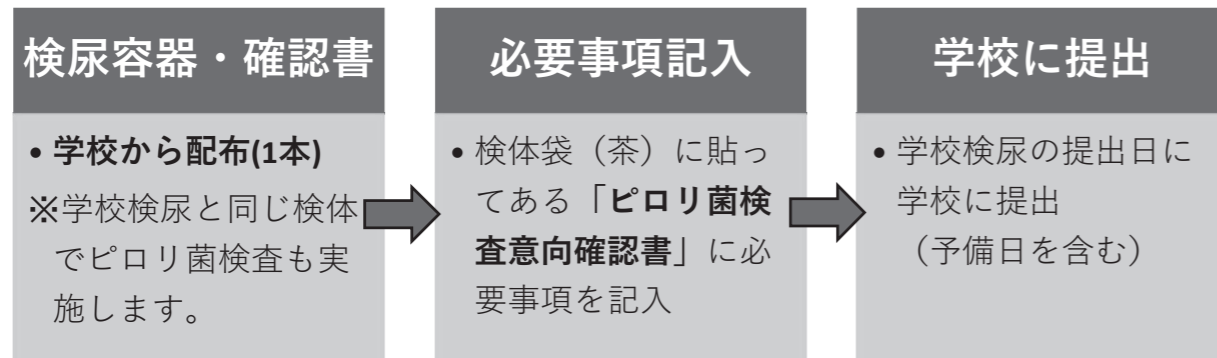 検尿容器・確認書
• 学校から配布(1本)
※学校検尿と同じ検体
でピロリ菌検査も実
施します。
必要事項記入
• 検体袋（茶）に貼っ
てある「ピロリ菌検
査意向確認書」に必
要事項を記入
学校に提出
• 学校検尿の提出日に
学校に提出
（予備日を含む）